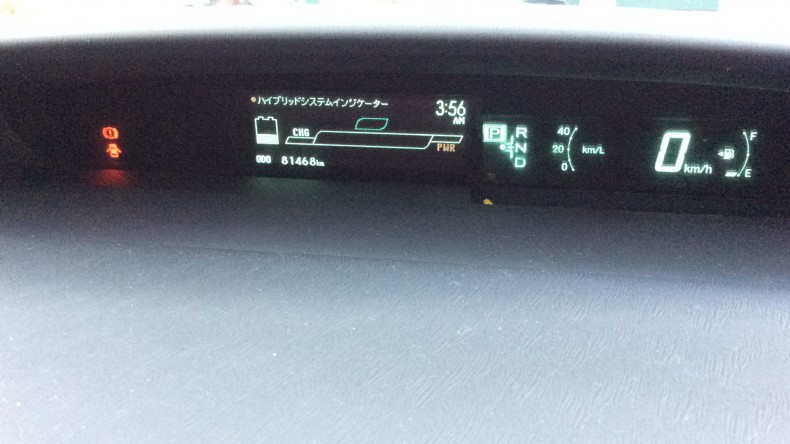 ハイブリッドシステムインジケーター
3:56
AM
CHG
PWR
ODO 81468km
P R
N
D
40
20
0
km/L
0 km/h
F
E